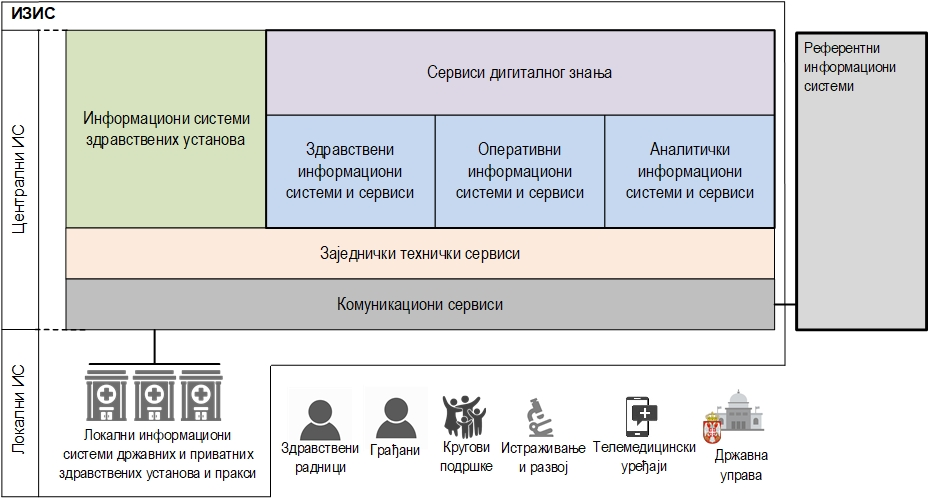 ИЗИС
Централни ИС
Информациони системи
здравствених установа
Сервиси дигиталног знања
Здравствени
информациони
системи и сервиси
Оперативни
информациони
системи и сервиси
Аналитички
информациони
системи и сервиси
Заједнички технички сервиси
Комуникациони сервиси
Референтни
информациони
системи
Локални ИС
Локални информациони
системи државних и приватних
здравствених установа и пракси
Здравствени
радници
Грађани
Кругови
подршке
Истраживање
и развој
Телемедицински
уређаји
Државна
управа